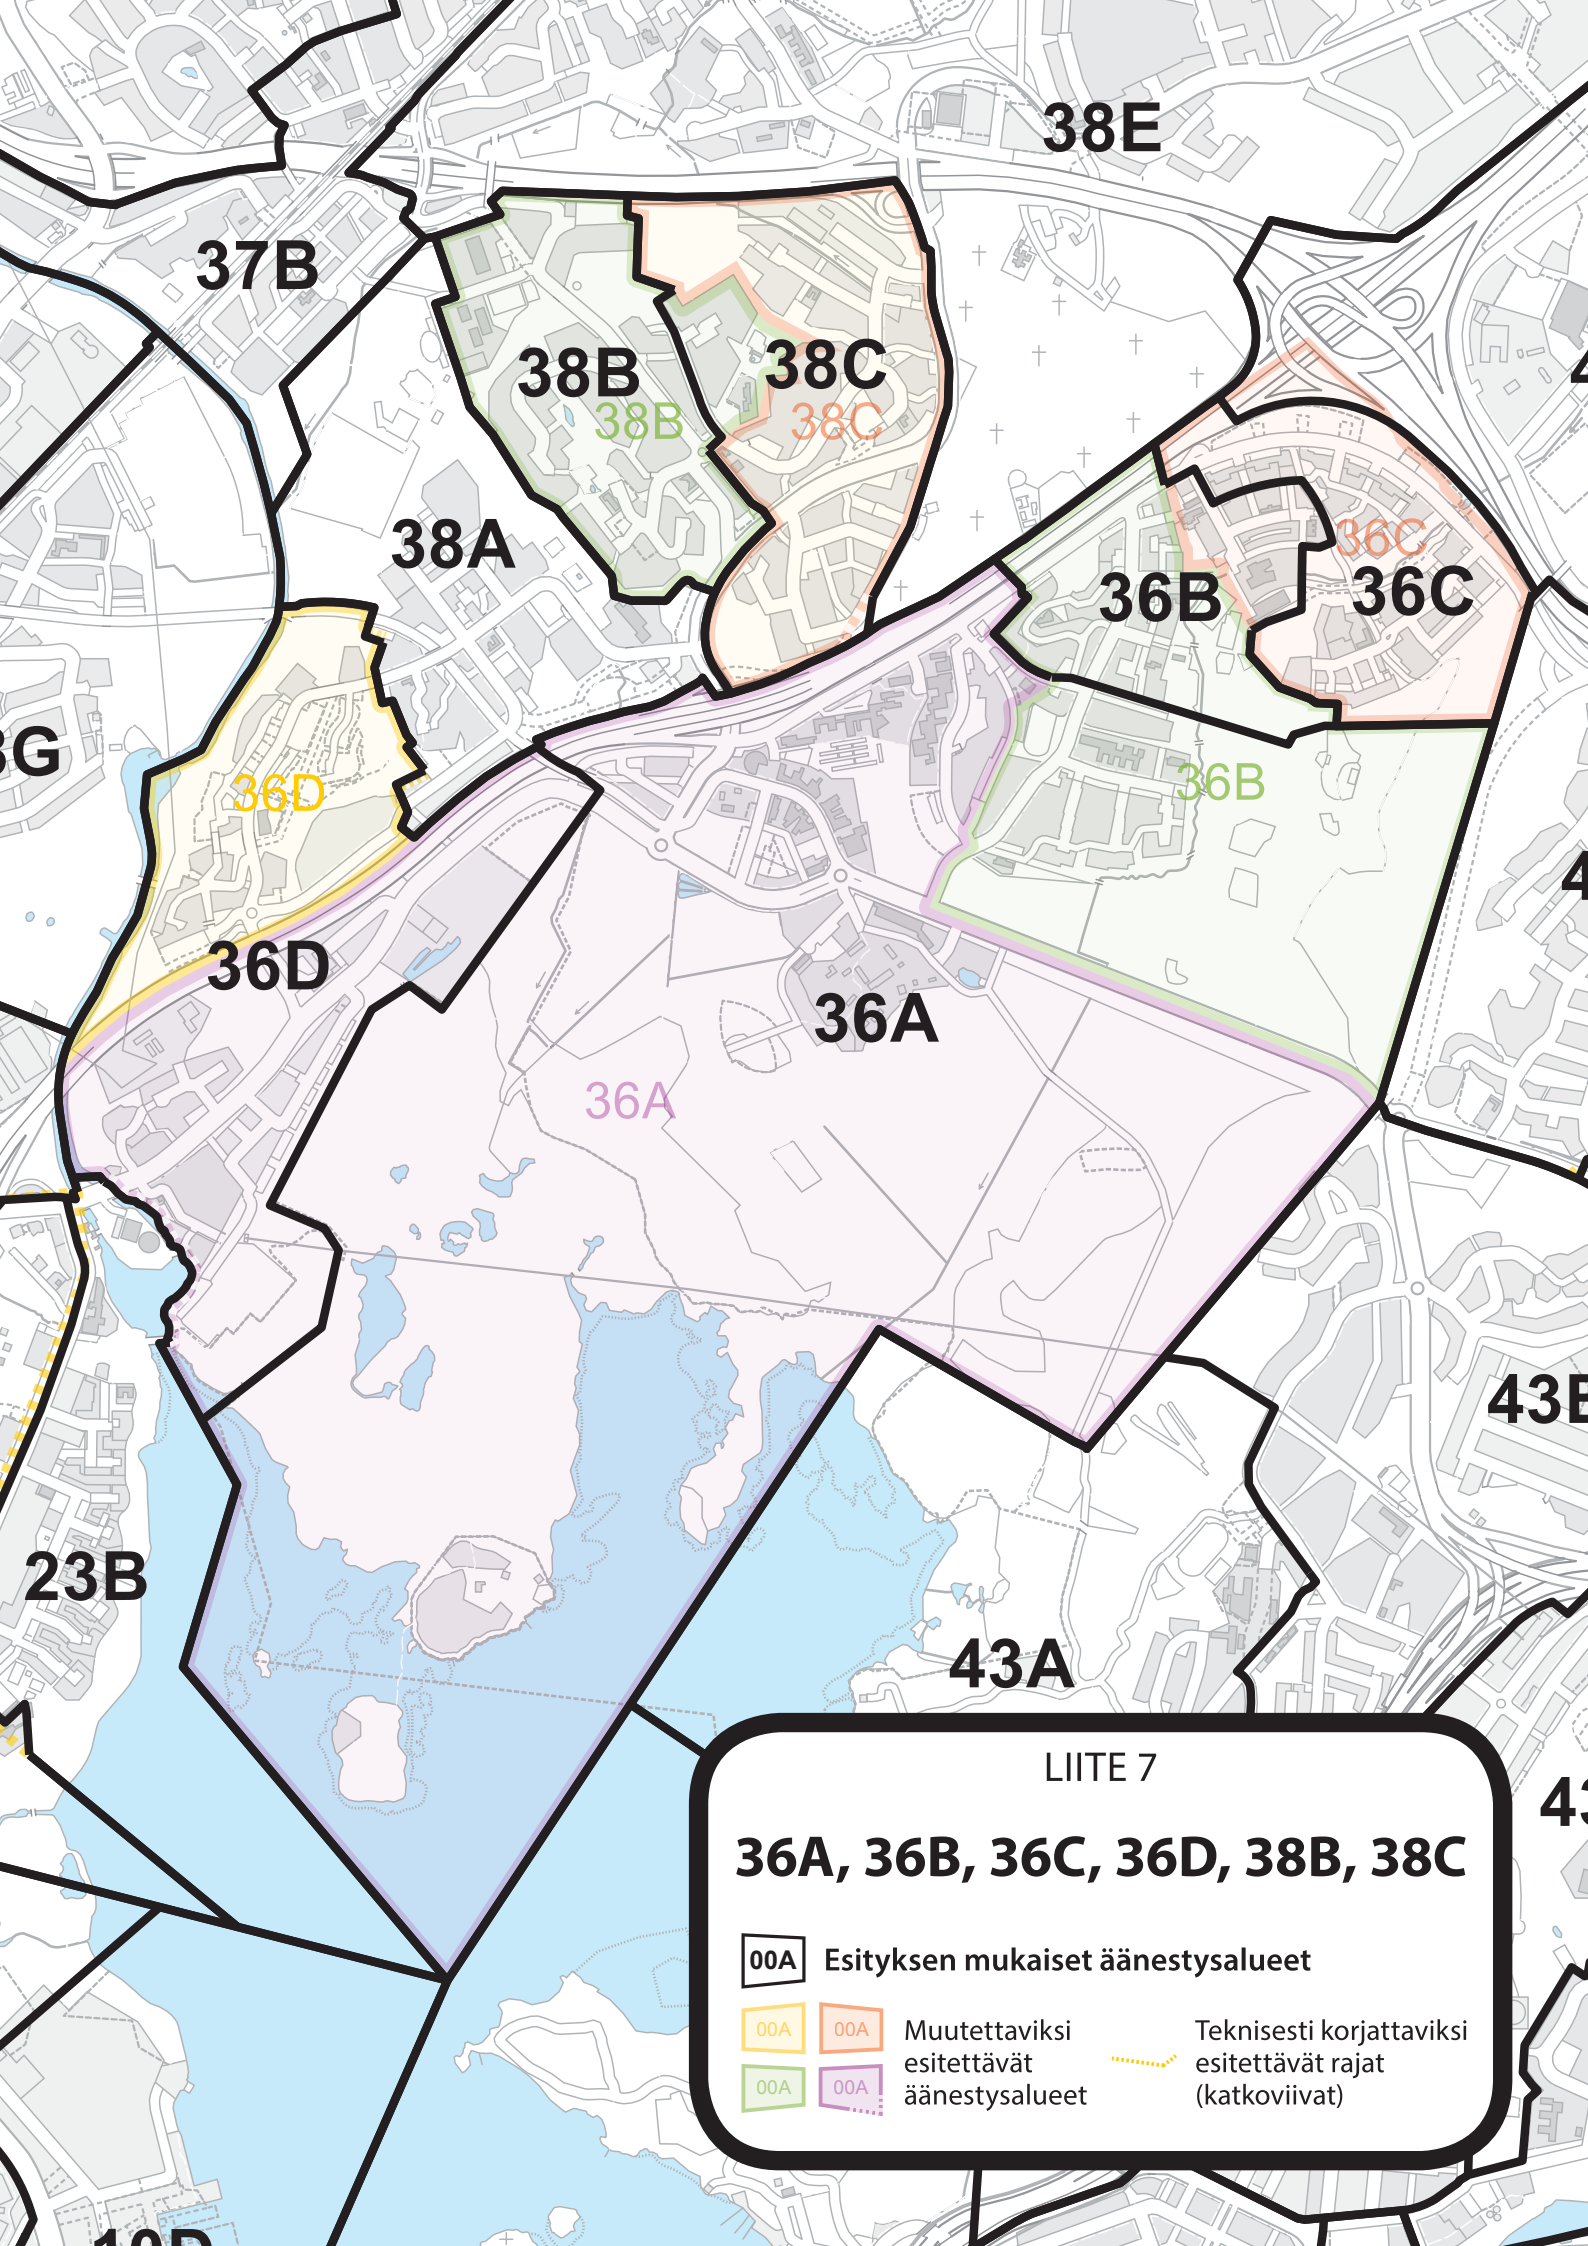 38E
37B
38B
38B
38C
38C
38A
36B
36C
36C
36D
36B
36D
36A
36A
43A
23B
LIITE 7
36A, 36B, 36C, 36D, 38B, 38C
00A Esityksen mukaiset äänestysalueet
00A 00A
00A 00A
Muutettaviksi
esitettävät
äänestysalueet
Teknisesti korjattaviksi
esitettävät rajat
(katkoviivat)